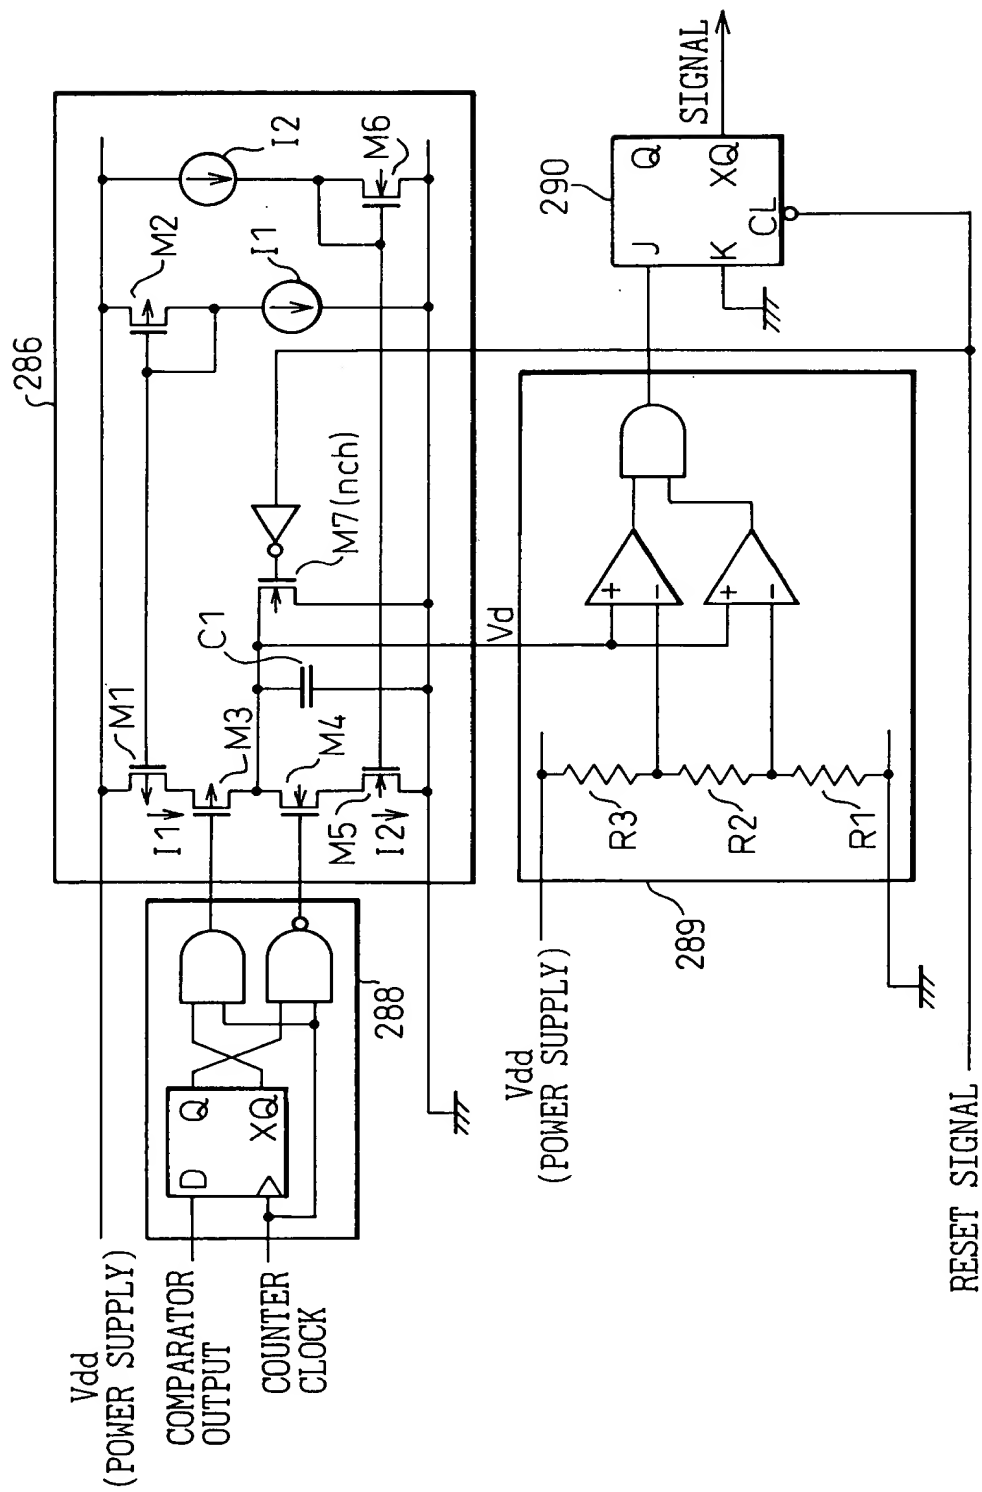 286
M2
I2
M6
I1
M7(nch)
C1
M1
M3
M4
M5
I1
I2
288
D
Q
XQ
Vdd
(POWER SUPPLY)
COMPARATOR
OUTPUT
COUNTER
CLOCK
Vd
+
−
+
−
R3
R2
R1
289
Vdd
(POWER SUPPLY)
RESET SIGNAL
290
J
Q
K
XQ
CL
SIGNAL